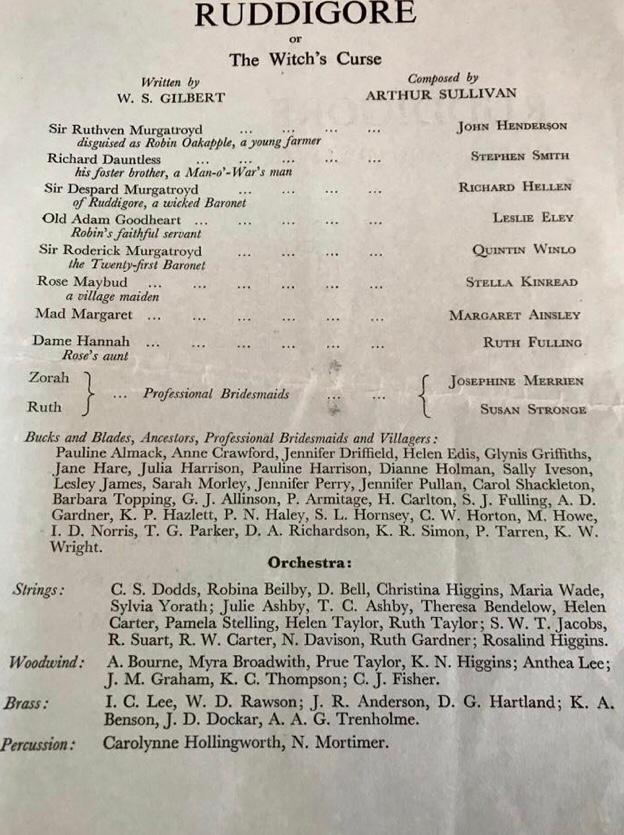 RUDDIGORE
or
The Witch's Curse
Written by
W. S. GILBERT
Composed by
ARTHUR SULLIVAN
Sir Ruthven Murgatroyd ... ... ... ... JOHN HENDERSON
disguised as Robin Oakapple, a young farmer
Richard Dauntless ... ... ... ... STEPHEN SMITH
his foster brother, a Man-o'-War's man
Sir Despard Murgatroyd ... ... ... ... RICHARD HELLEN
of Ruddigore, a wicked Baronet
Old Adam Goodheart ... ... ... ... ... LESLIE ELEY
Robin's faithful servant
Sir Roderick Murgatroyd ... ... ... ... QUINTIN WINLO
the Twenty-first Baronet
Rose Maybud ... ... ... ... ... ... STELLA KINREAD
a village maiden
Mad Margaret ... ... ... ... ... ... MARGARET AINSLEY
Dame Hannah ... ... ... ... ... ... RUTH FULLING
Rose's aunt
Zorah JOSEPHINE MERRIEN
... Professional Bridesmaids ... ...
Ruth SUSAN STRONGE
Bucks and Blades, Ancestors, Professional Bridesmaids and Villagers:
Pauline Almack, Anne Crawford, Jennifer Driffield, Helen Edis, Glynis Griffiths,
Jane Hare, Julia Harrison, Pauline Harrison, Dianne Holman, Sally Iveson,
Lesley James, Sarah Morley, Jennifer Perry, Jennifer Pullan, Carol Shackleton,
Barbara Topping, G. J. Allinson, P. Armitage, H. Carlton, S. J. Fulling, A. D.
Gardner, K. P. Hazlett, P. N. Haley, S. L. Hornsey, C. W. Horton, M. Howe,
I. D. Norris, T. G. Parker, D. A. Richardson, K. R. Simon, P. Tarren, K. W.
Wright.
Orchestra:
Strings: C. S. Dodds, Robina Beilby, D. Bell, Christina Higgins, Maria Wade,
Sylvia Yorath; Julie Ashby, T. C. Ashby, Theresa Bendelow, Helen
Carter, Pamela Stelling, Helen Taylor, Ruth Taylor; S. W. T. Jacobs,
R. Suart, R. W. Carter, N. Davison, Ruth Gardner; Rosalind Higgins.
Woodwind: A. Bourne, Myra Broadwith, Prue Taylor, K. N. Higgins; Anthea Lee;
J. M. Graham, K. C. Thompson; C. J. Fisher.
Brass: I. C. Lee, W. D. Rawson; J. R. Anderson, D. G. Hartland; K. A.
Benson, J. D. Dockar, A. A. G. Trenholme.
Percussion: Carolynne Hollingworth, N. Mortimer.